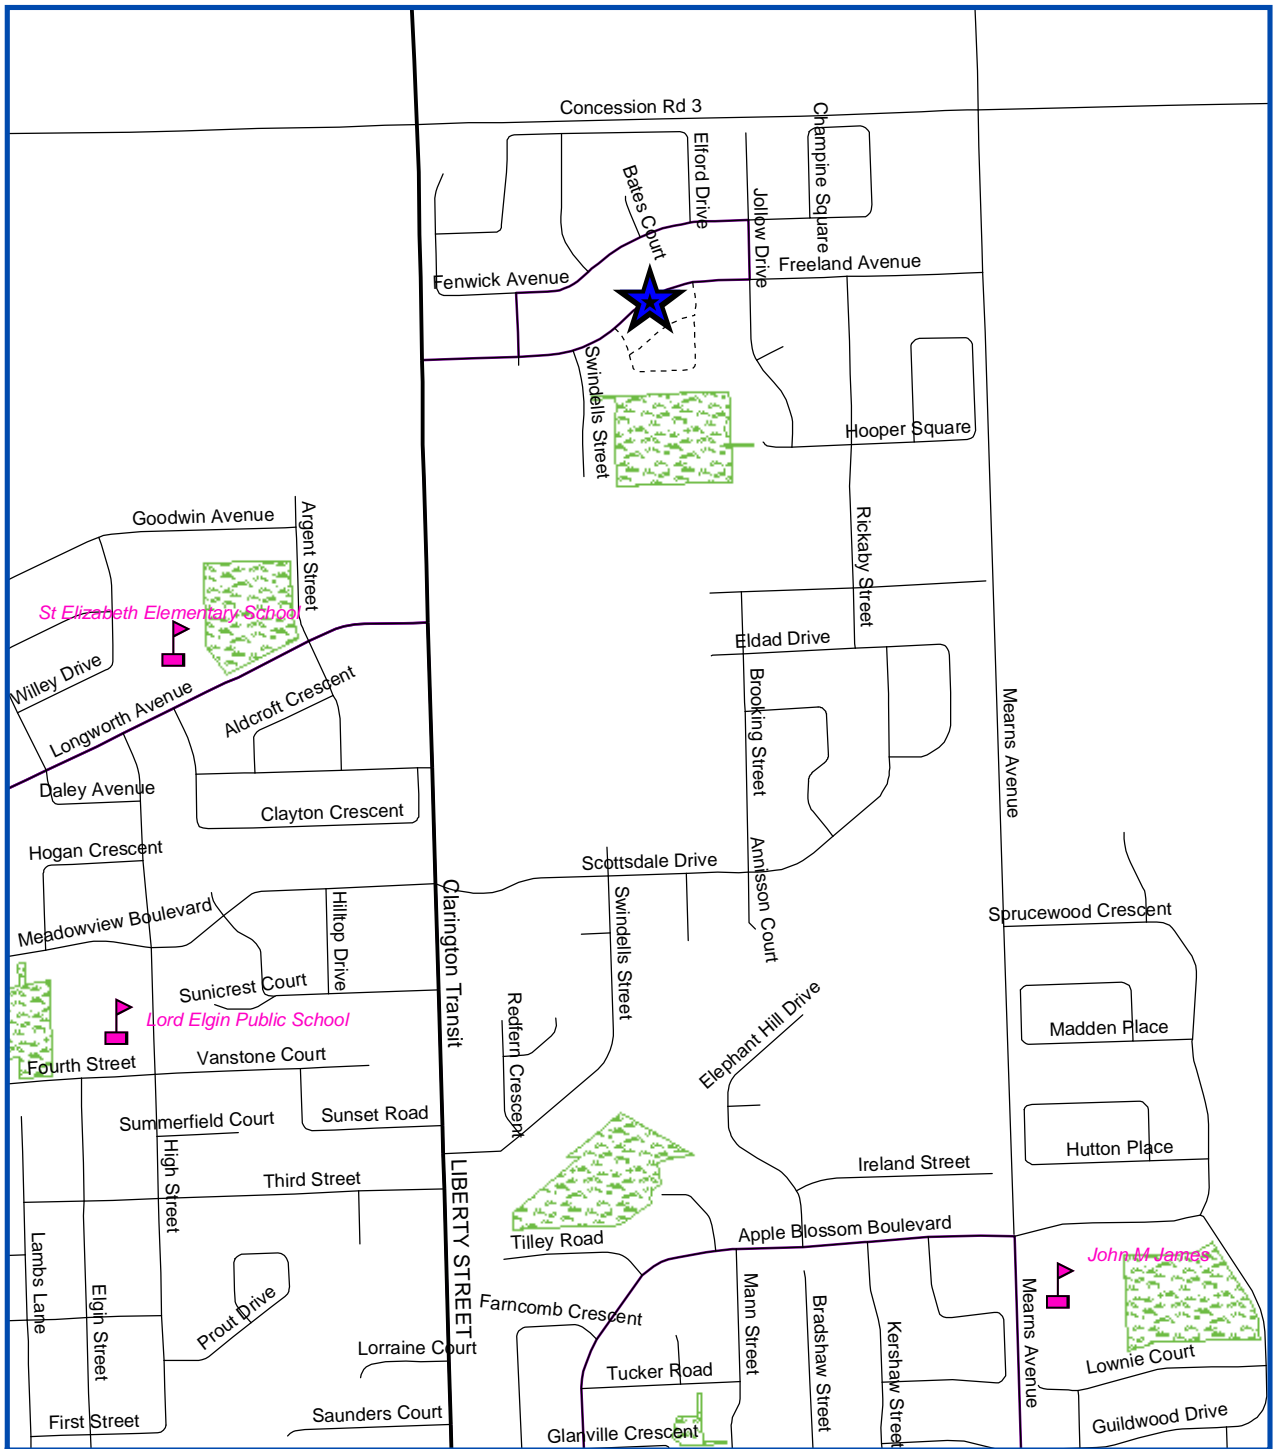 Concession Rd 3
Champine Square
Elford Drive
Bates Court
Jollow Drive
Freeland Avenue
Fenwick Avenue
Swindells Street
Hooper Square
Goodwin Avenue
Argent Street
Rickaby Street
St Elizabeth Elementary School
Eldad Drive
Willey Drive
Longworth Avenue
Aldcroft Crescent
Brooking Street
Mearns Avenue
Daley Avenue
Clayton Crescent
Hogan Crescent
Scottsdale Drive
Annisson Court
Clarington Transit
Meadowview Boulevard
Hilltop Drive
Swindells Street
Sprucewood Crescent
Sunicrest Court
Lord Elgin Public School
Redfern Crescent
Elephant Hill Drive
Madden Place
Fourth Street
Vanstone Court
Summerfield Court
Sunset Road
High Street
Hutton Place
Third Street
LIBERTY STREET
Ireland Street
Apple Blossom Boulevard
Tilley Road
John M James
Lambs Lane
Elgin Street
Prout Drive
Farncomb Crescent
Mann Street
Bradshaw Street
Kershaw Street
Mearns Avenue
Lorraine Court
Tucker Road
Lownie Court
First Street
Saunders Court
Glanville Crescent
Guildwood Drive